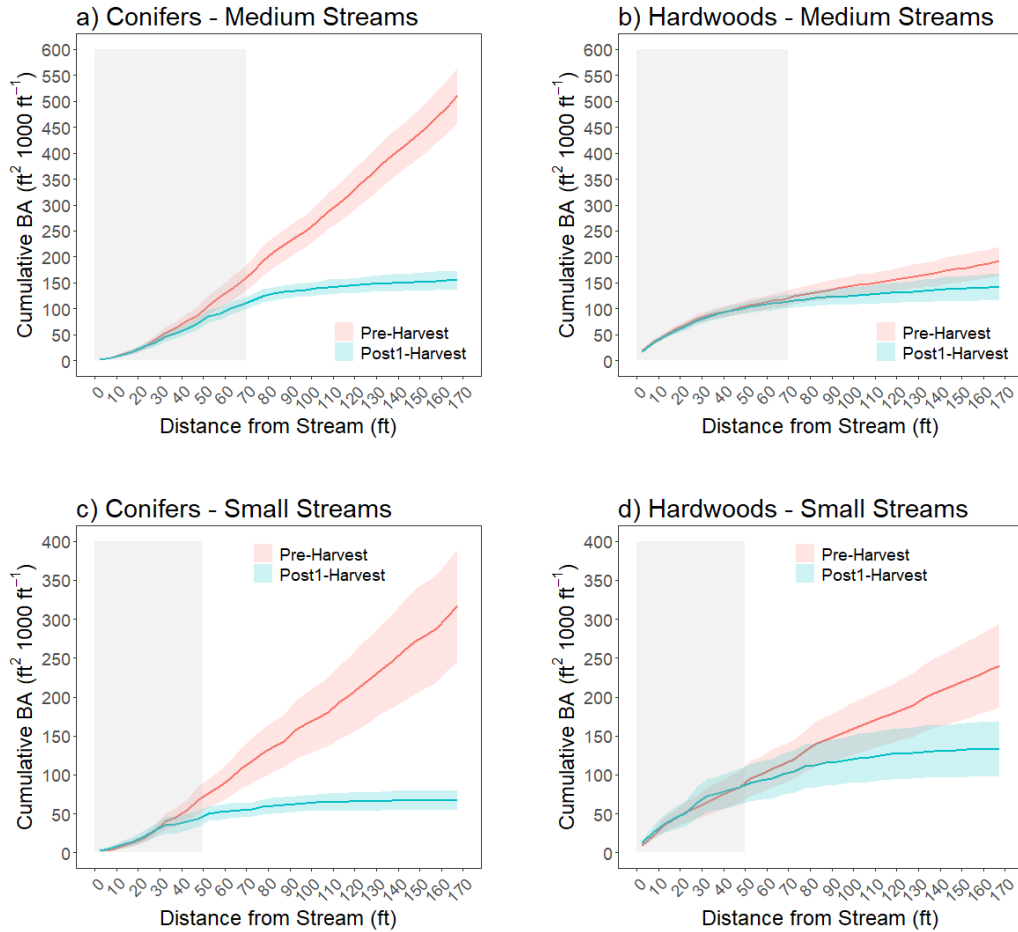 a) Conifers - Medium Streams
Cumulative BA (ft² 1000 ft⁻¹)
600
550
500
450
400
350
300
250
200
150
100
50
0
Pre-Harvest
Post1-Harvest
0 10 20 30 40 50 60 70 80 90 100 110 120 130 140 150 160 170
Distance from Stream (ft)
b) Hardwoods - Medium Streams
Cumulative BA (ft² 1000 ft⁻¹)
600
550
500
450
400
350
300
250
200
150
100
50
0
Pre-Harvest
Post1-Harvest
0 10 20 30 40 50 60 70 80 90 100 110 120 130 140 150 160 170
Distance from Stream (ft)
c) Conifers - Small Streams
Cumulative BA (ft² 1000 ft⁻¹)
400
350
300
250
200
150
100
50
0
Pre-Harvest
Post1-Harvest
0 10 20 30 40 50 60 70 80 90 100 110 120 130 140 150 160 170
Distance from Stream (ft)
d) Hardwoods - Small Streams
Cumulative BA (ft² 1000 ft⁻¹)
400
350
300
250
200
150
100
50
0
Pre-Harvest
Post1-Harvest
0 10 20 30 40 50 60 70 80 90 100 110 120 130 140 150 160 170
Distance from Stream (ft)